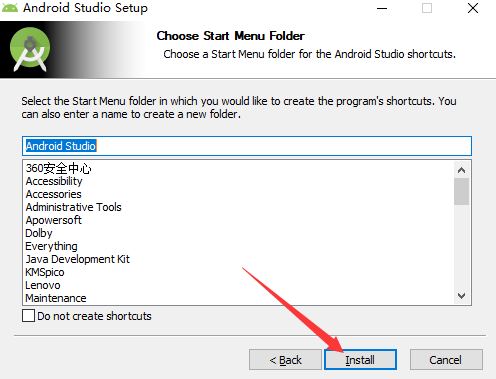 Android Studio Setup
Choose Start Menu Folder
Choose a Start Menu folder for the Android Studio shortcuts.
Select the Start Menu folder in which you would like to create the program's shortcuts. You
can also enter a name to create a new folder.
Android Studio
360安全中心
Accessibility
Accessories
Administrative Tools
Apowersoft
Dolby
Everything
Java Development Kit
KMSpico
Lenovo
Maintenance
Do not create shortcuts
< Back
Install
Cancel